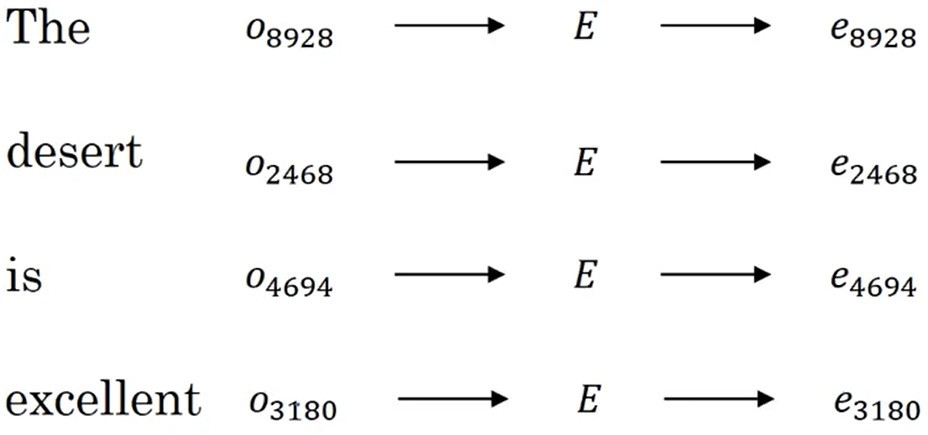 The o₈₉₂₈ → E → e₈₉₂₈
desert o₂₄₆₈ → E → e₂₄₆₈
is o₄₆₉₄ → E → e₄₆₉₄
excellent o₃₁₈₀ → E → e₃₁₈₀